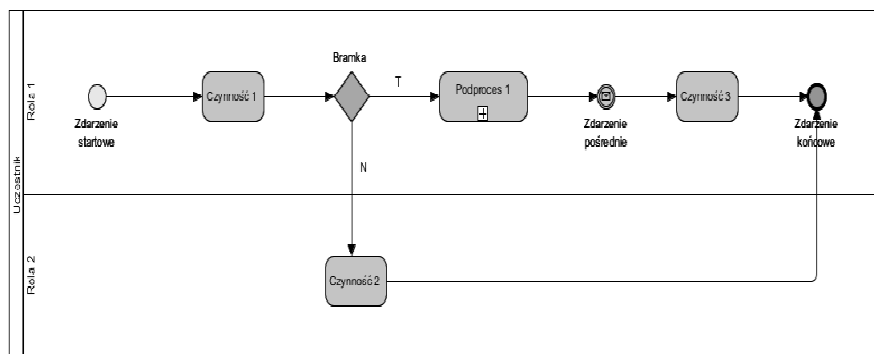 Uczestnik
Rola 1
Bramka
T
Czynność 1
Podproces 1
Czynność 3
Zdarzenie
startowe
Zdarzenie
pośrednie
Zdarzenie
końcowe
N
Rola 2
Czynność 2